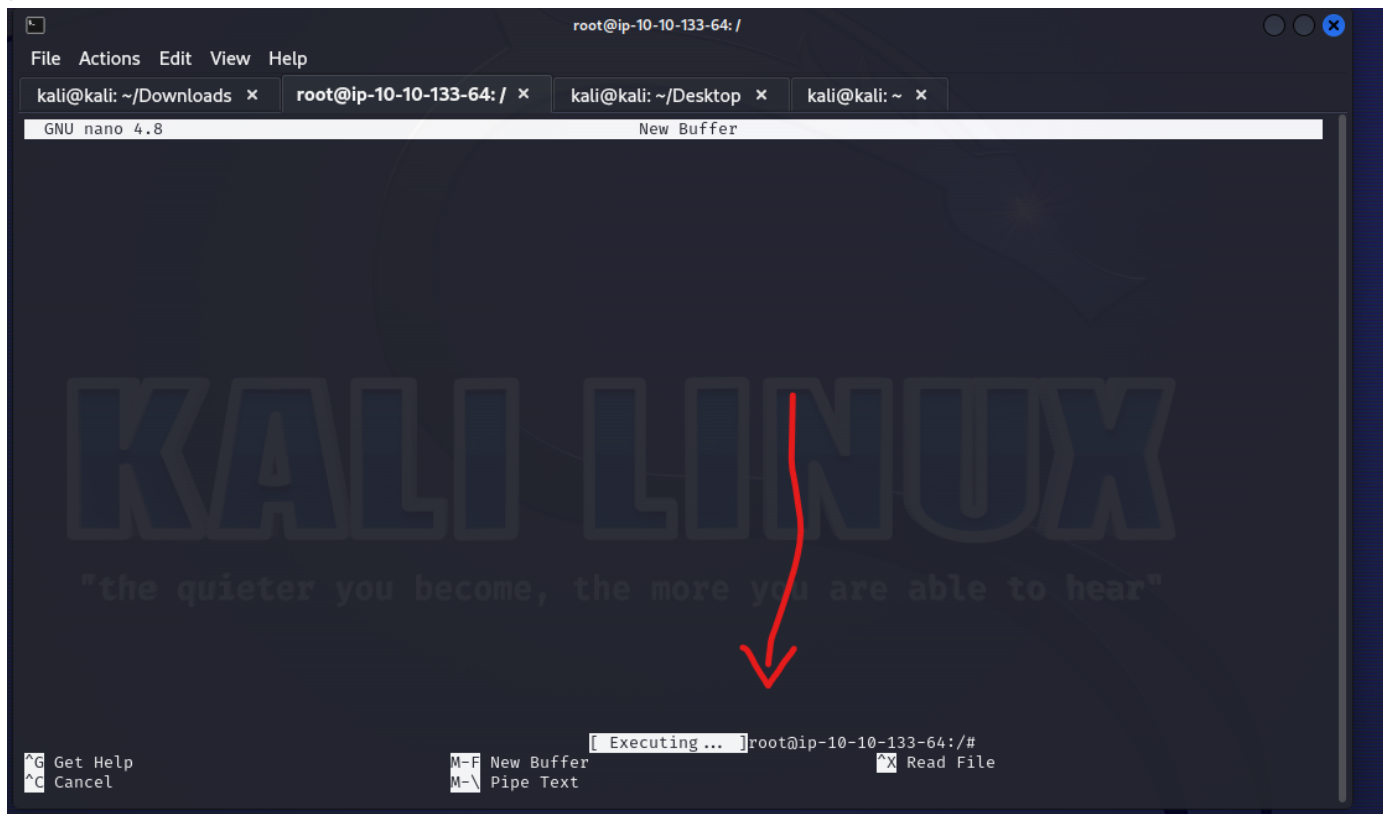 root@ip-10-10-133-64: /
File Actions Edit View Help
kali@kali: ~/Downloads × root@ip-10-10-133-64: / × kali@kali: ~/Desktop × kali@kali: ~ ×
GNU nano 4.8 New Buffer
KALI LINUX
"the quieter you become, the more you are able to hear"
[ Executing... ]root@ip-10-10-133-64:/#
^G Get Help M-F New Buffer ^X Read File
^C Cancel M-\ Pipe Text